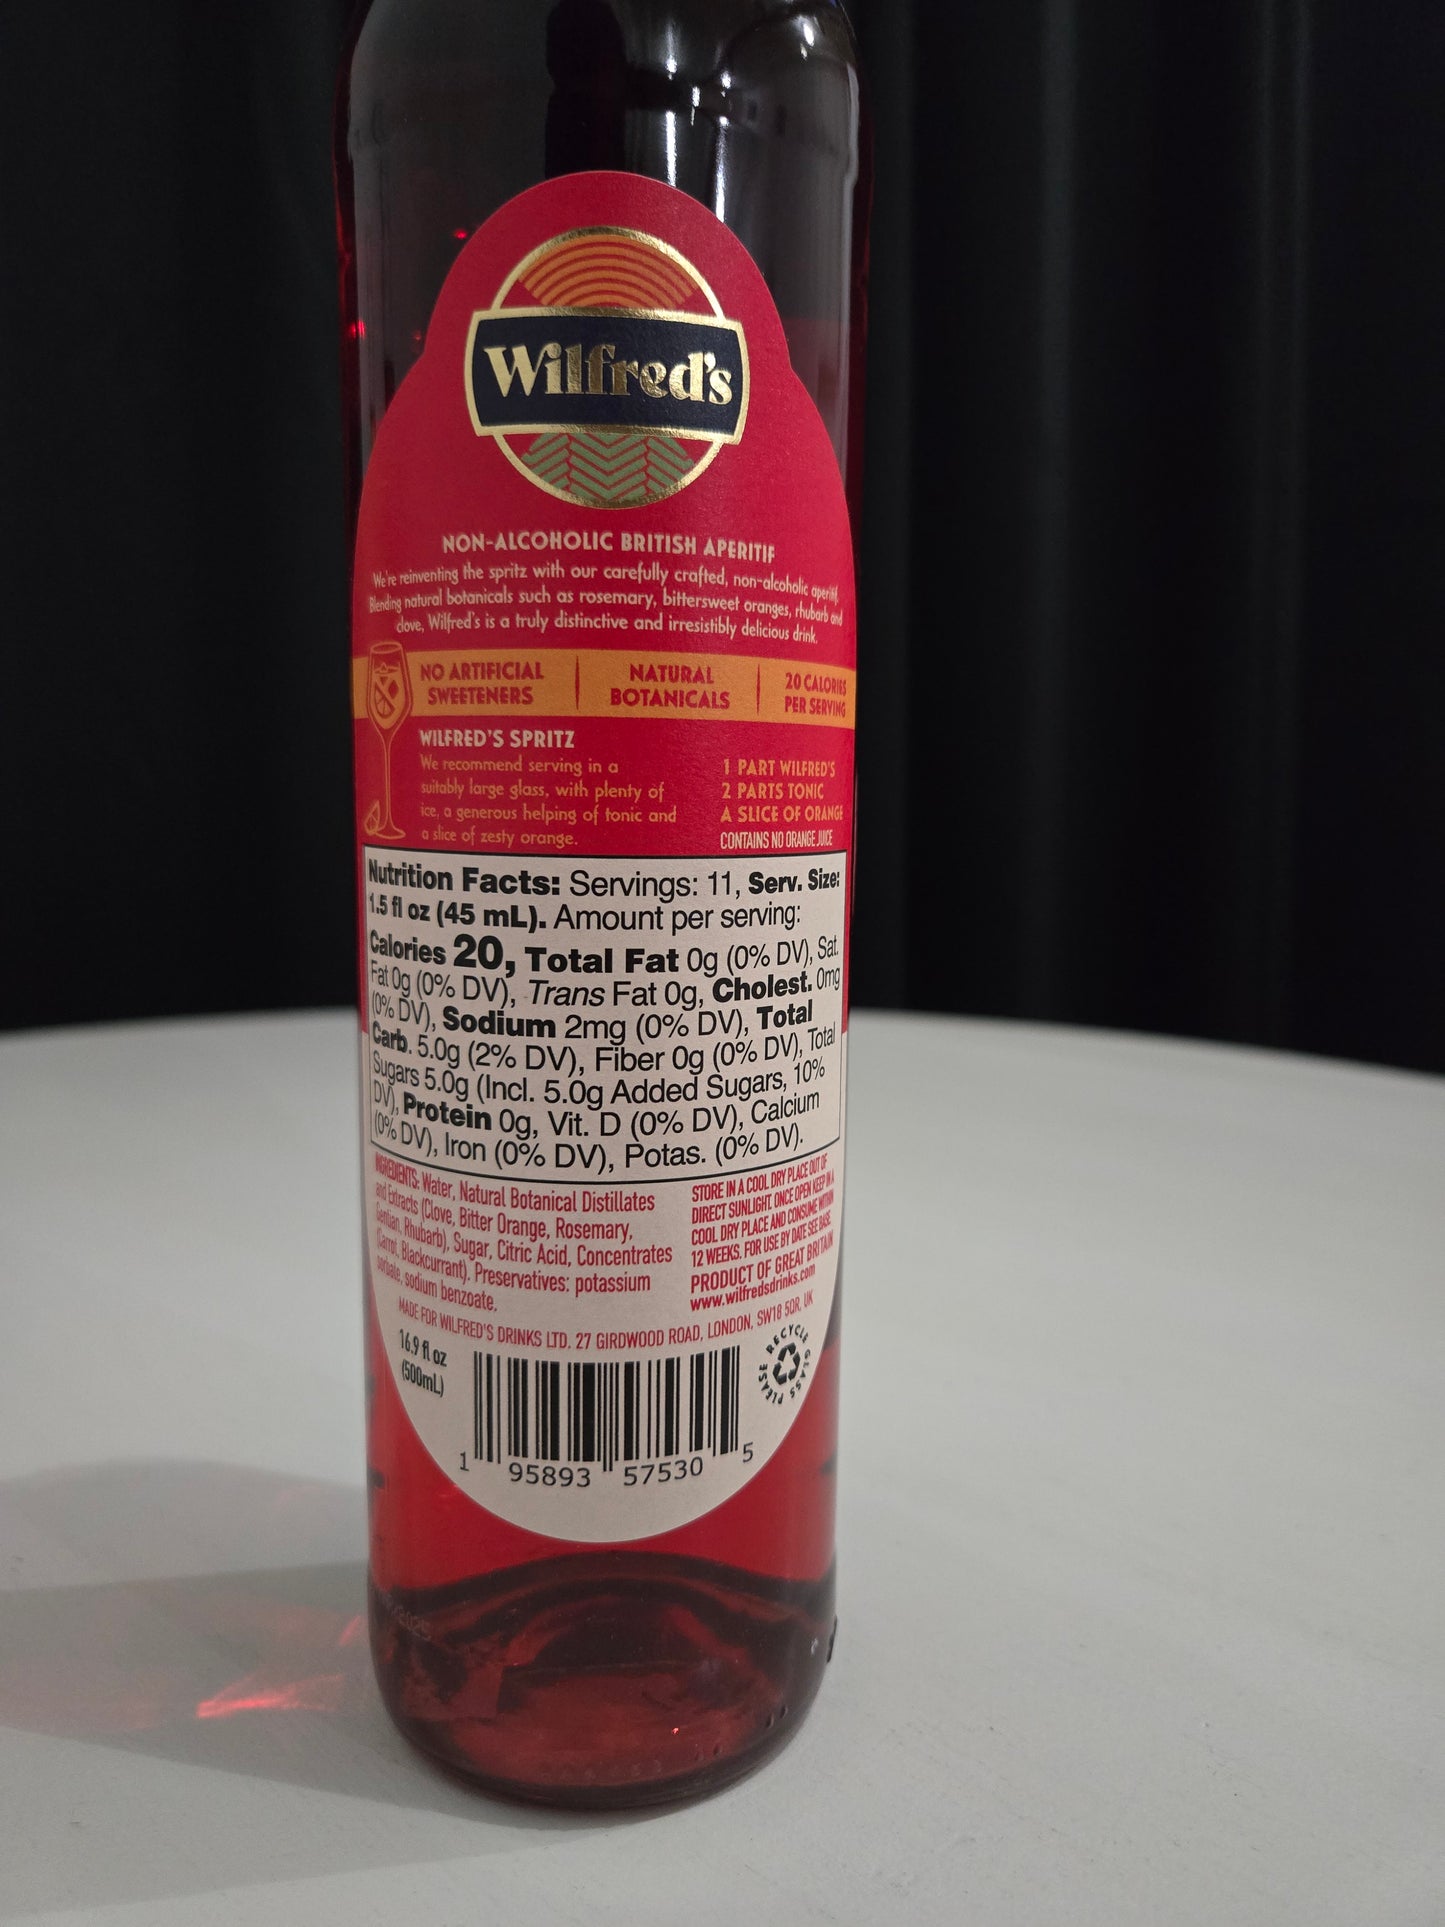 Wilfred's
NON-ALCOHOLIC BRITISH APERITIF
We're reinventing the spritz with our carefully crafted, non-alcoholic aperitif.
Blending natural botanicals such as rosemary, bittersweet oranges, rhubarb and
clove, Wilfred's is a truly distinctive and irresistibly delicious drink.
NO ARTIFICIAL
SWEETENERS
NATURAL
BOTANICALS
20 CALORIES
PER SERVING
WILFRED'S SPRITZ
We recommend serving in a
suitably large glass, with plenty of
ice, a generous helping of tonic and
a slice of zesty orange.
1 PART WILFRED'S
2 PARTS TONIC
A SLICE OF ORANGE
CONTAINS NO ORANGE JUICE
Nutrition Facts: Servings: 11, Serv. Size:
1.5 fl oz (45 mL). Amount per serving:
Calories 20, Total Fat 0g (0% DV), Sat.
Fat 0g (0% DV), Trans Fat 0g, Cholest. 0mg
(0% DV), Sodium 2mg (0% DV), Total
Carb. 5.0g (2% DV), Fiber 0g (0% DV), Total
Sugars 5.0g (Incl. 5.0g Added Sugars, 10%
DV), Protein 0g, Vit. D (0% DV), Calcium
(0% DV), Iron (0% DV), Potas. (0% DV).
INGREDIENTS: Water, Natural Botanical Distillates
and Extracts (Clove, Bitter Orange, Rosemary,
Gentian, Rhubarb), Sugar, Citric Acid, Concentrates
(Carrot, Blackcurrant). Preservatives: potassium
sorbate, sodium benzoate.
STORE IN A COOL DRY PLACE OUT OF
DIRECT SUNLIGHT. ONCE OPEN KEEP IN A
COOL DRY PLACE AND CONSUME WITHIN
12 WEEKS. FOR USE BY DATE SEE BASE
PRODUCT OF GREAT BRITAIN
www.wilfredsdrinks.com
MADE FOR WILFRED'S DRINKS LTD. 27 GIRDWOOD ROAD, LONDON, SW18 5QR, UK
16.9 fl oz
(500mL)
PLEASE RECYCLE GLASS
1 95893 57530 5